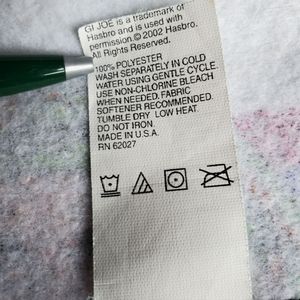 GI JOE is a trademark of
Hasbro and is used with
permission.© 2002 Hasbro.
All Rights Reserved.
100% POLYESTER
WASH SEPARATELY IN COLD
WATER USING GENTLE CYCLE.
USE NON-CHLORINE BLEACH
WHEN NEEDED. FABRIC
SOFTENER RECOMMENDED.
TUMBLE DRY LOW HEAT.
DO NOT IRON.
MADE IN U.S.A.
RN 62027